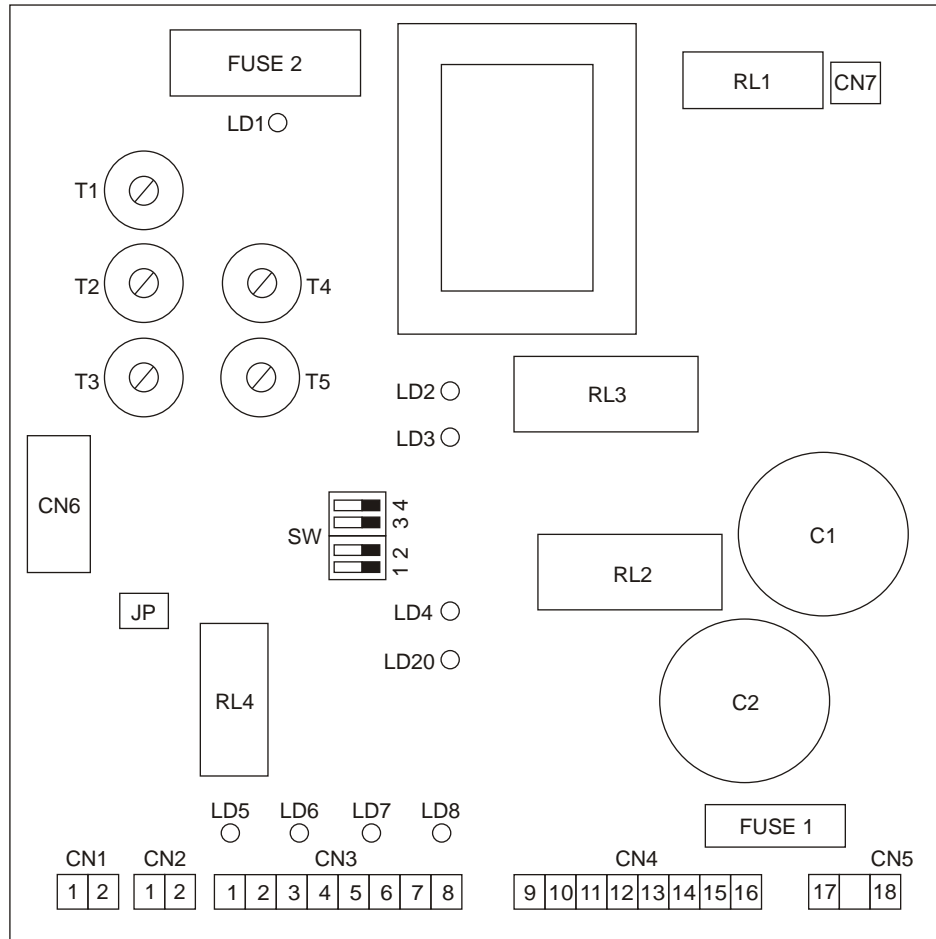 FUSE 2
RL1
CN7
LD1
T1
T2
T4
T3
T5
LD2
RL3
LD3
CN6
SW
3 4
1 2
C1
RL2
JP
LD4
LD20
RL4
C2
LD5 LD6 LD7 LD8
FUSE 1
CN1 CN2 CN3 CN4 CN5
1 2 1 2 1 2 3 4 5 6 7 8 9 10 11 12 13 14 15 16 17 18